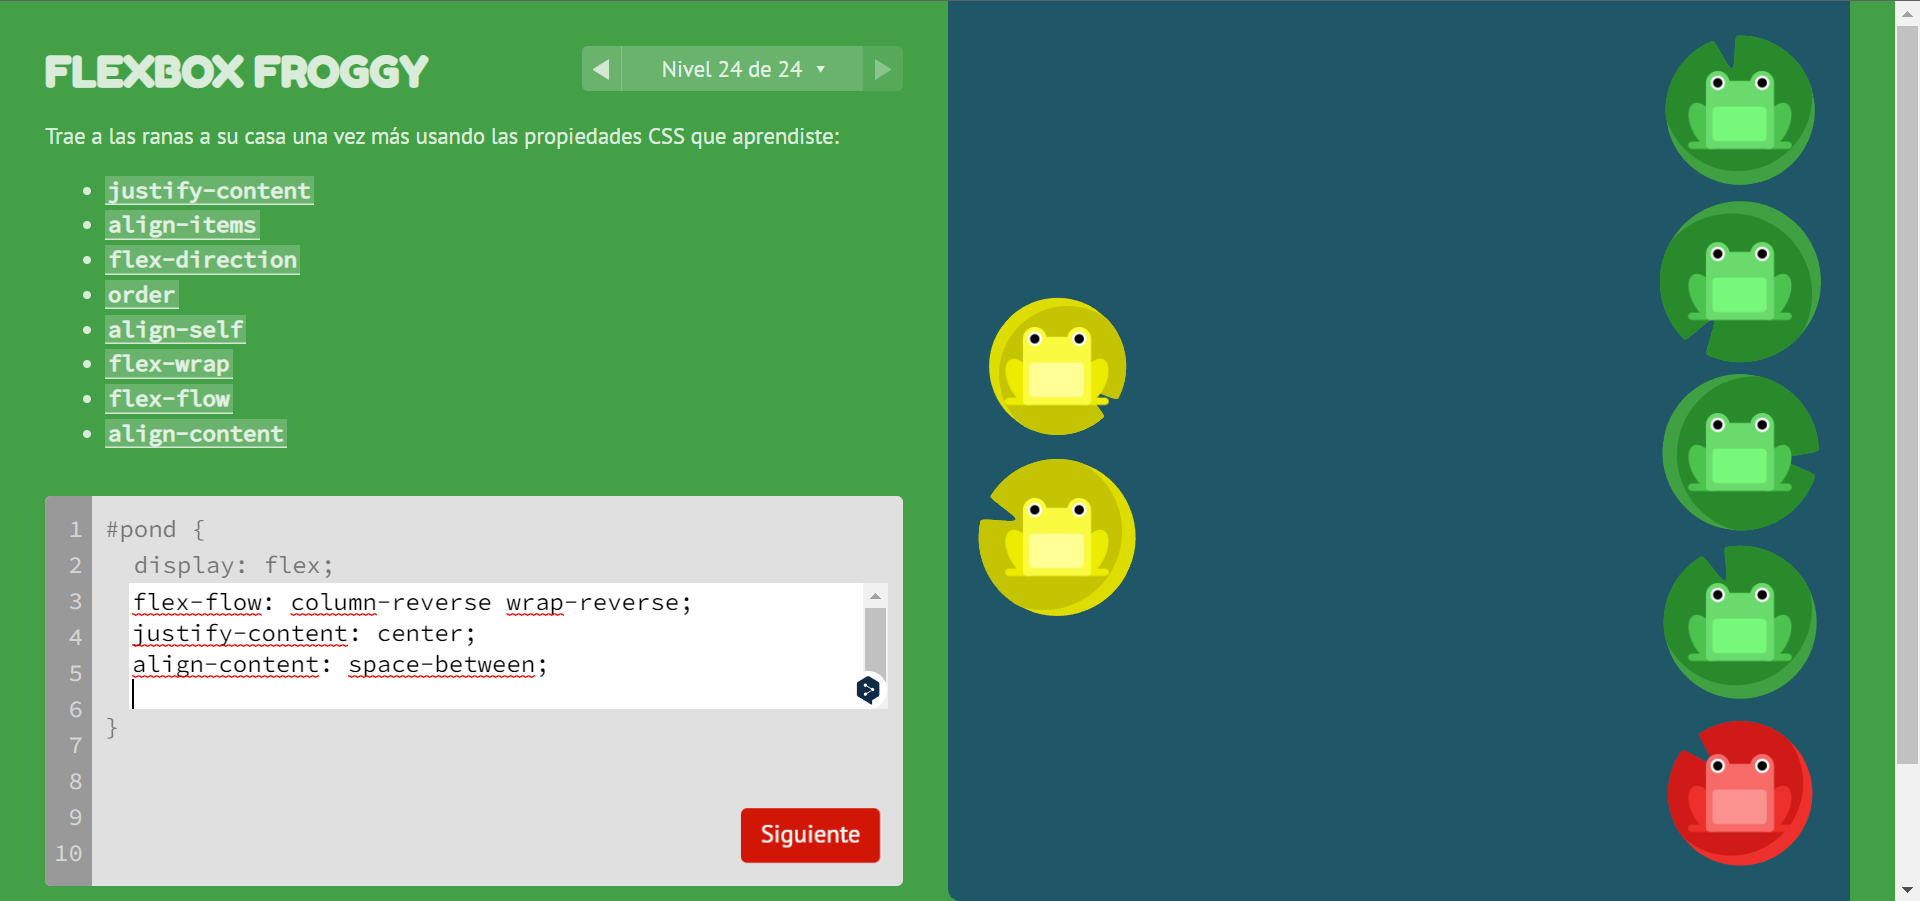 FLEXBOX FROGGY
Nivel 24 de 24
Trae a las ranas a su casa una vez más usando las propiedades CSS que aprendiste:
justify-content
align-items
flex-direction
order
align-self
flex-wrap
flex-flow
align-content
1 #pond {
2 display: flex;
3 flex-flow: column-reverse wrap-reverse;
4 justify-content: center;
5 align-content: space-between;
6
7 }
8
9
10
Siguiente